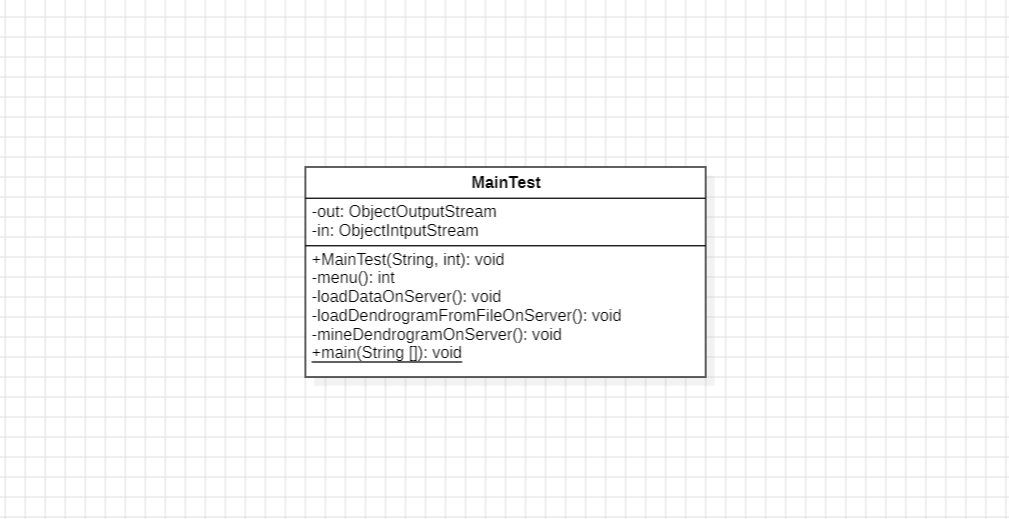 MainTest
-out: ObjectOutputStream
-in: ObjectIntputStream
+MainTest(String, int): void
-menu(): int
-loadDataOnServer(): void
-loadDendrogramFromFileOnServer(): void
-mineDendrogramOnServer(): void
+main(String []): void